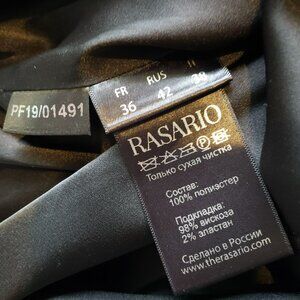 PF19/01491
FR RUS IT
36 42 38
RASARIO
Только сухая чистка
Состав:
100% полиэстер
Подкладка:
98% вискоза
2% эластан
Сделано в России
www.therasario.com